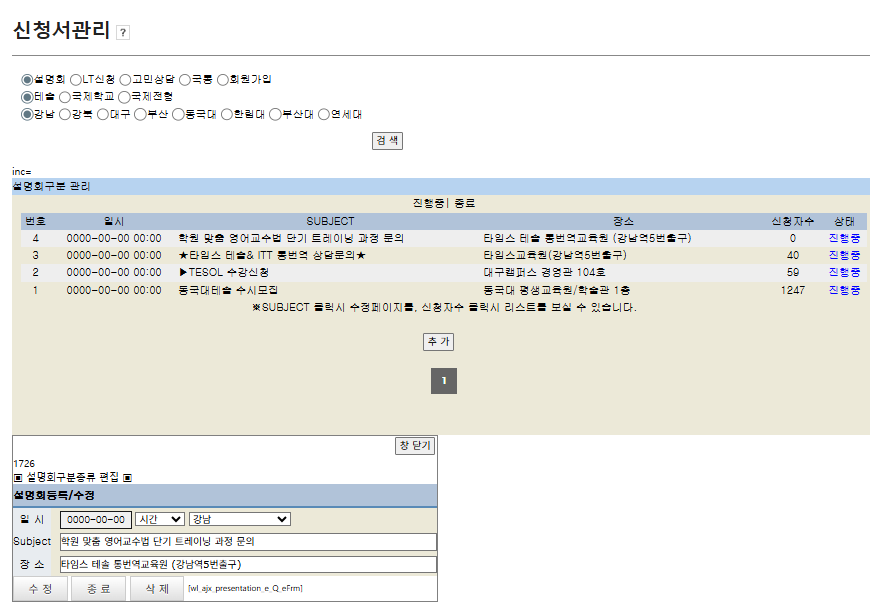 신청서관리 ?
설명회 LT신청 고민상담 국통 회원가입
테솔 국제학교 국제전형
강남 강북 대구 부산 동국대 한림대 부산대 연세대
검 색
inc=
설명회구분 관리
진행중| 종료
번호 일시 SUBJECT 장소 신청자수 상태
4 0000-00-00 00:00 학원 맞춤 영어교수법 단기 트레이닝 과정 문의 타임스 테솔 통번역교육원 (강남역5번출구) 0 진행중
3 0000-00-00 00:00 ★타임스 테솔& ITT 통번역 상담문의★ 타임스교육원(강남역5번출구) 40 진행중
2 0000-00-00 00:00 ▶TESOL 수강신청 대구캠퍼스 경영관 104호 59 진행중
1 0000-00-00 00:00 동국대테솔 수시모집 동국대 평생교육원/학술관 1층 1247 진행중
※SUBJECT 클릭시 수정페이지를, 신청자수 클릭시 리스트를 보실 수 있습니다.
추 가
1
창 닫기
1726
▣ 설명회구분종류 편집 ▣
설명회등록/수정
일 시 0000-00-00 시간 강남
Subject 학원 맞춤 영어교수법 단기 트레이닝 과정 문의
장 소 타임스 테솔 통번역교육원 (강남역5번출구)
수 정 종 료 삭 제 [wl_ajx_presentation_e_Q_eFrm]